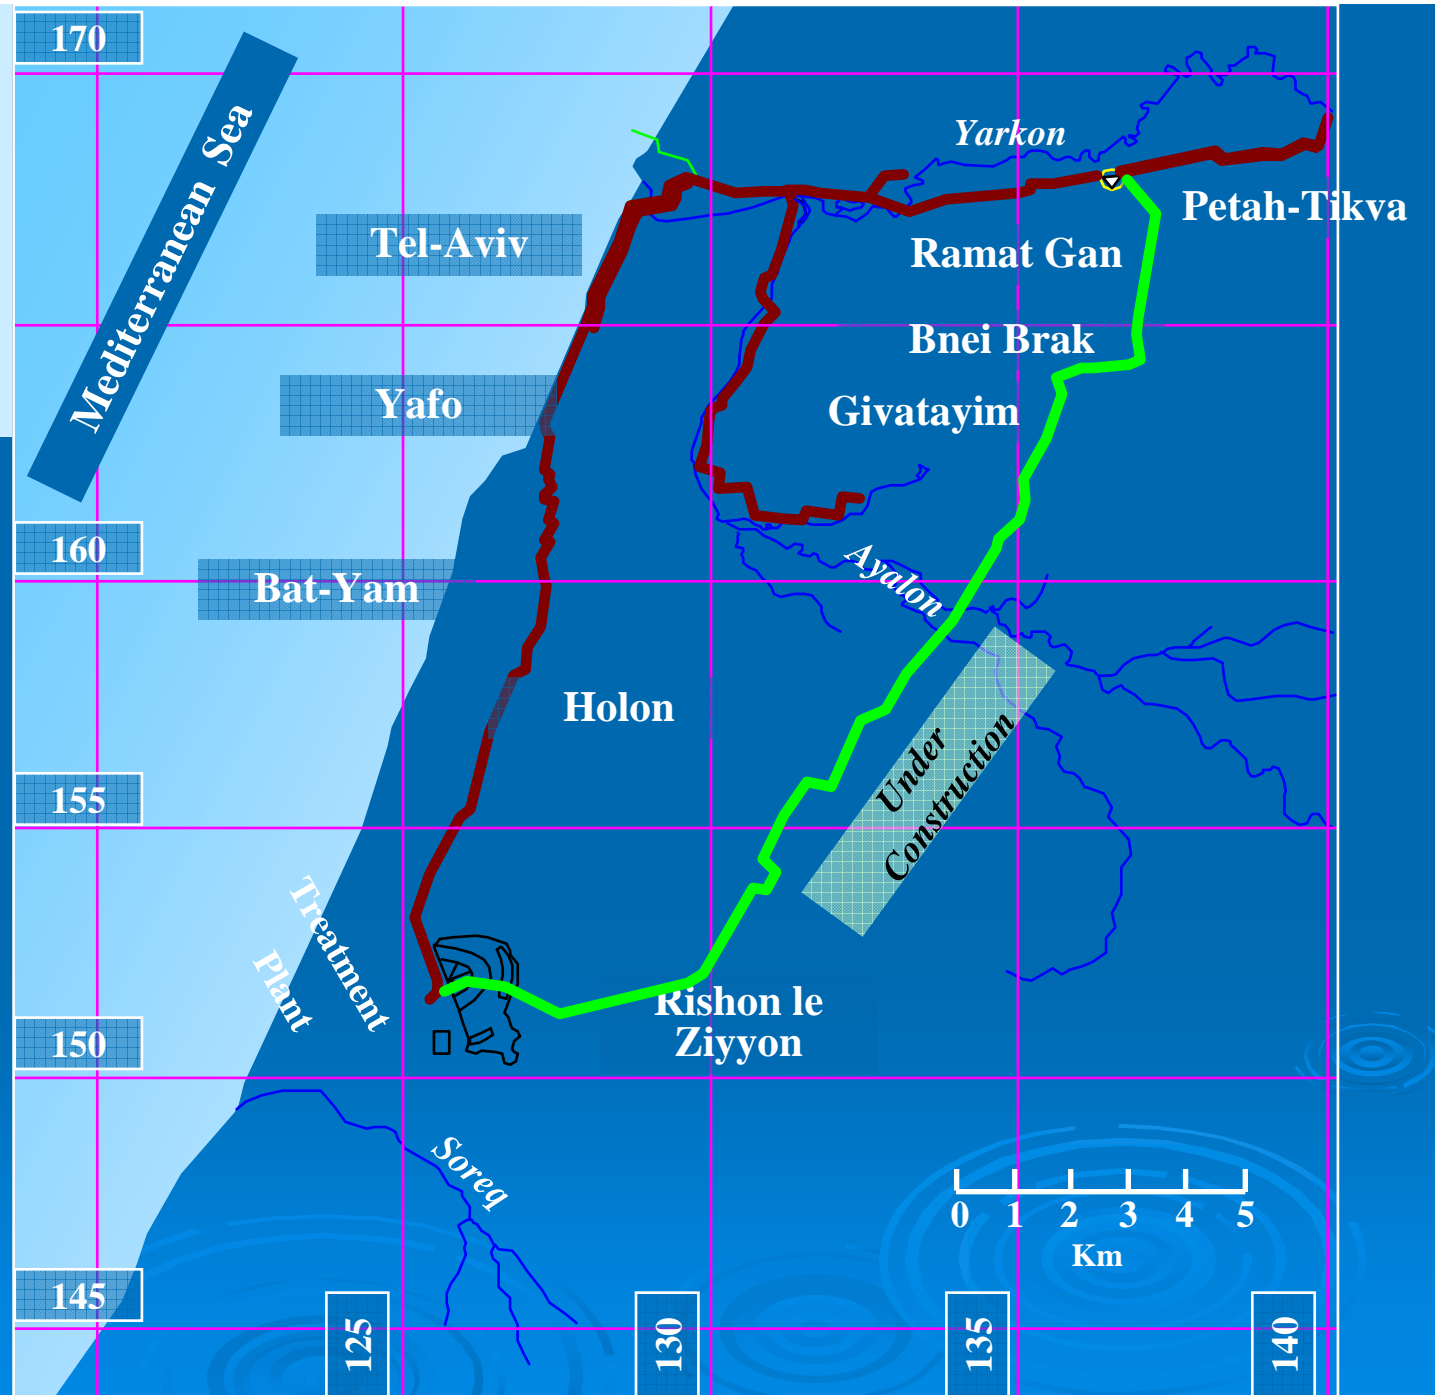 170
Mediterranean Sea
Yarkon
Petah-Tikva
Tel-Aviv
Ramat Gan
Bnei Brak
Yafo
Givatayim
160
Ayalon
Bat-Yam
Holon
Under
Construction
155
Treatment
Plant
Rishon le
Ziyyon
150
Soreq
0 1 2 3 4 5
Km
145
125
130
135
140